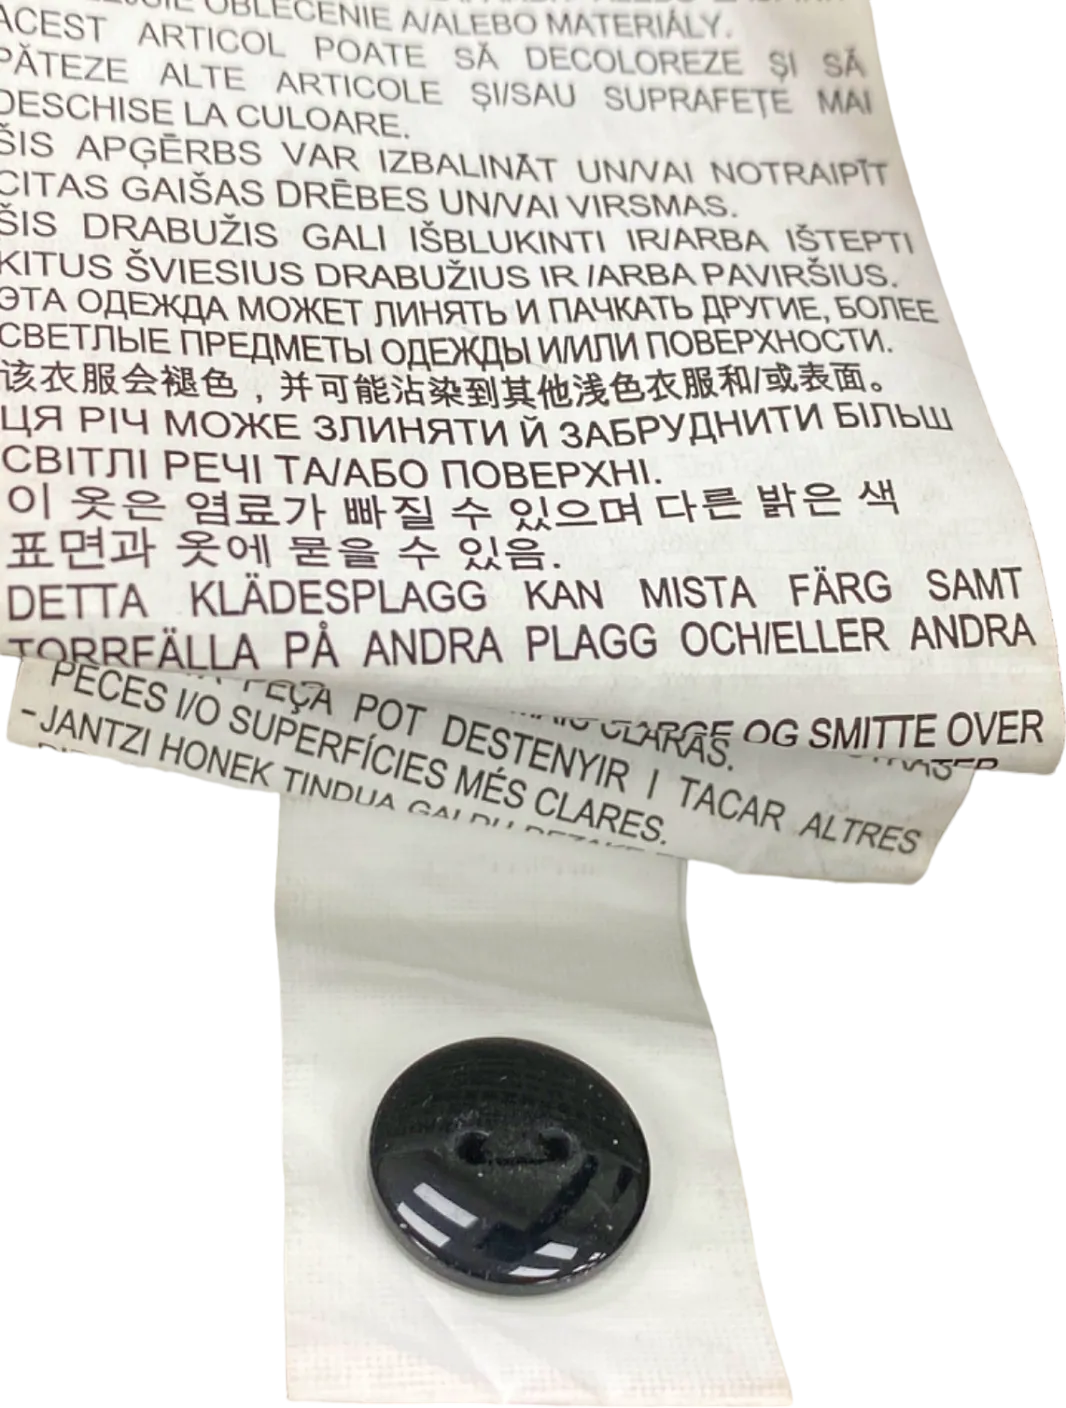 OBLEČENIE A/ALEBO MATERIÁLY.
ACEST ARTICOL POATE SĂ DECOLOREZE ŞI SĂ
PĂTEZE ALTE ARTICOLE ŞI/SAU SUPRAFEŢE MAI
DESCHISE LA CULOARE.
ŠIS APĢĒRBS VAR IZBALINĀT UN/VAI NOTRAIPĪT
CITAS GAIŠAS DRĒBES UN/VAI VIRSMAS.
ŠIS DRABUŽIS GALI IŠBLUKINTI IR/ARBA IŠTEPTI
KITUS ŠVIESIUS DRABUŽIUS IR /ARBA PAVIRŠIUS.
ЭТА ОДЕЖДА МОЖЕТ ЛИНЯТЬ И ПАЧКАТЬ ДРУГИЕ, БОЛЕЕ
СВЕТЛЫЕ ПРЕДМЕТЫ ОДЕЖДЫ И/ИЛИ ПОВЕРХНОСТИ.
该衣服会褪色，并可能沾染到其他浅色衣服和/或表面。
ЦЯ РІЧ МОЖЕ ЗЛИНЯТИ Й ЗАБРУДНИТИ БІЛЬШ
СВІТЛІ РЕЧІ ТА/АБО ПОВЕРХНІ.
이 옷은 염료가 빠질 수 있으며 다른 밝은 색
표면과 옷에 묻을 수 있음.
DETTA KLÄDESPLAGG KAN MISTA FÄRG SAMT
TORRFÄLLA PÅ ANDRA PLAGG OCH/ELLER ANDRA
OG SMITTE OVER
CLARAS.
PEÇA POT DESTENYIR I TACAR ALTRES
PECES I/O SUPERFÍCIES MÉS CLARES.
- JANTZI HONEK TINDUA GALDU DEZAKE